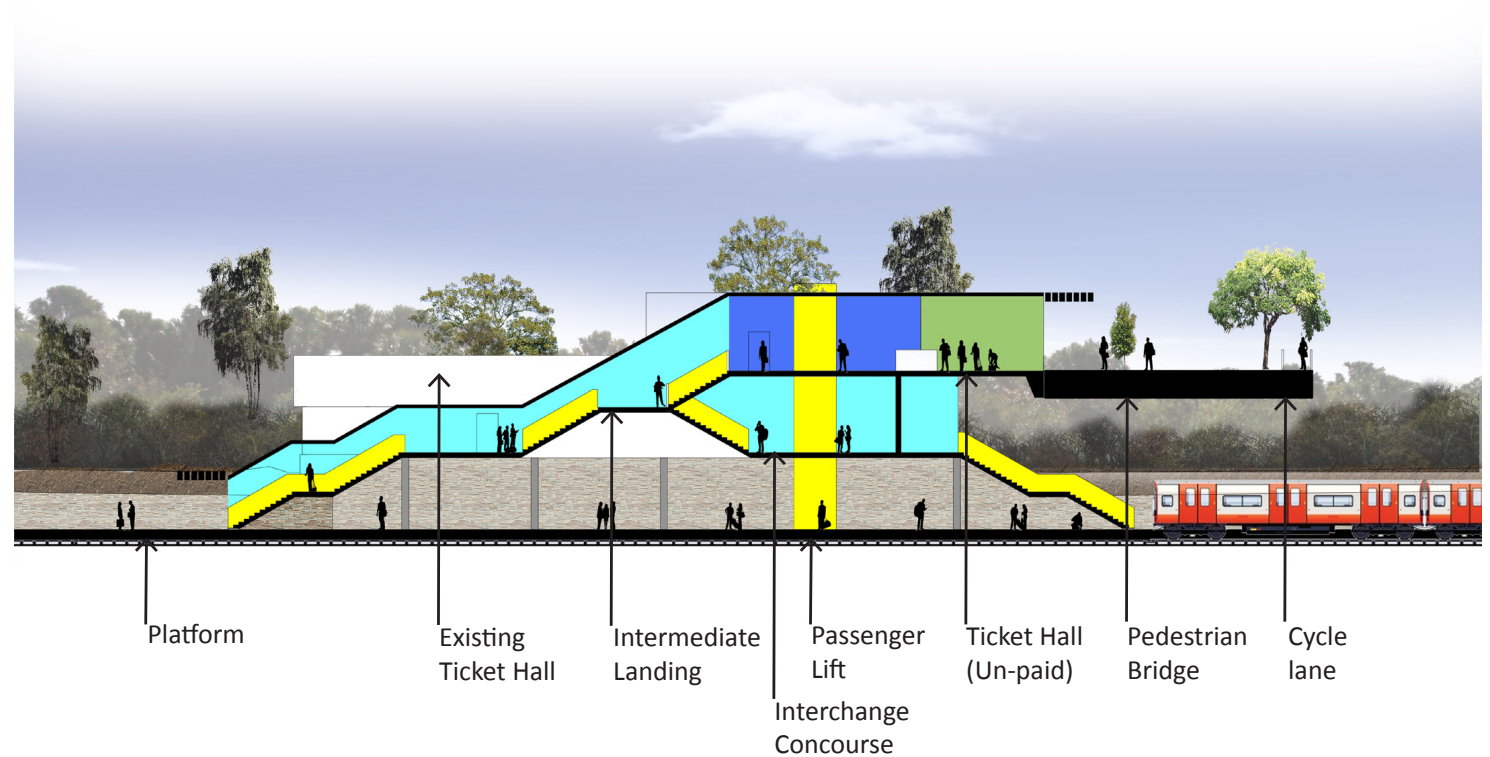 Platform
Existing
Ticket Hall
Intermediate
Landing
Interchange
Concourse
Passenger
Lift
Ticket Hall
(Un-paid)
Pedestrian
Bridge
Cycle
lane